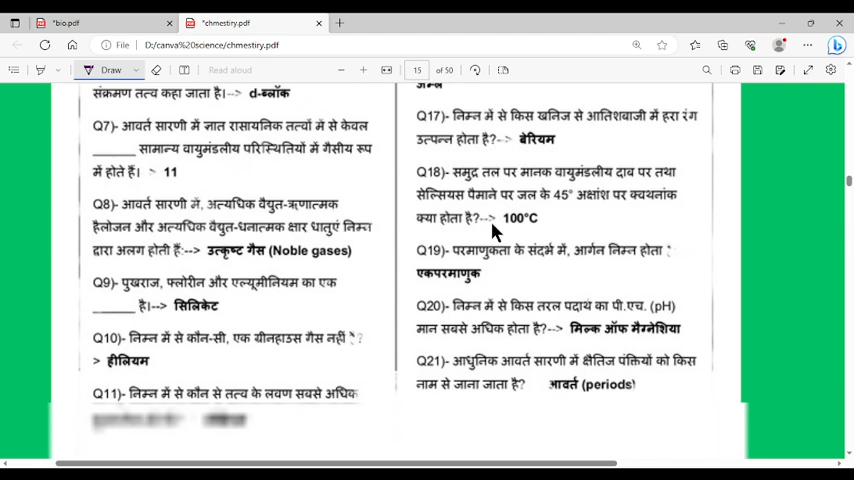 *bio.pdf
*chmestiry.pdf
File
D:/canva%20science/chmestiry.pdf
Draw
Read aloud
15 of 50
संक्रमण तत्व कहा जाता है।--> d-ब्लॉक
Q7)- आवर्त सारणी में ज्ञात रासायनिक तत्वों में से केवल
______ सामान्य वायुमंडलीय परिस्थितियों में गैसीय रूप
में होते हैं। > 11
Q8)- आवर्त सारणी में, अत्यधिक वैद्युत-ऋणात्मक
हैलोजन और अत्यधिक वैद्युत-धनात्मक क्षार धातुएं निम्न
द्वारा अलग होती हैं:--> उत्कृष्ट गैस (Noble gases)
Q9)- पुखराज, फ्लोरीन और एल्यूमीनियम का एक
______ है।--> सिलिकेट
Q10)- निम्न में से कौन-सी, एक ग्रीनहाउस गैस नहीं है?
> हीलियम
Q11)- निम्न में से कौन से तत्व के लवण सबसे अधिक
अम्ल
Q17)- निम्न में से किस खनिज से आतिशबाजी में हरा रंग
उत्पन्न होता है?--> बेरियम
Q18)- समुद्र तल पर मानक वायुमंडलीय दाब पर तथा
सेल्सियस पैमाने पर जल के 45° अक्षांश पर क्वथनांक
क्या होता है?--> 100°C
Q19)- परमाणुकता के संदर्भ में, आर्गन निम्न होता
एकपरमाणुक
Q20)- निम्न में से किस तरल पदार्थ का पी.एच. (pH)
मान सबसे अधिक होता है?--> मिल्क ऑफ मैग्नेशिया
Q21)- आधुनिक आवर्त सारणी में क्षैतिज पंक्तियों को किस
नाम से जाना जाता है? आवर्त (periods)